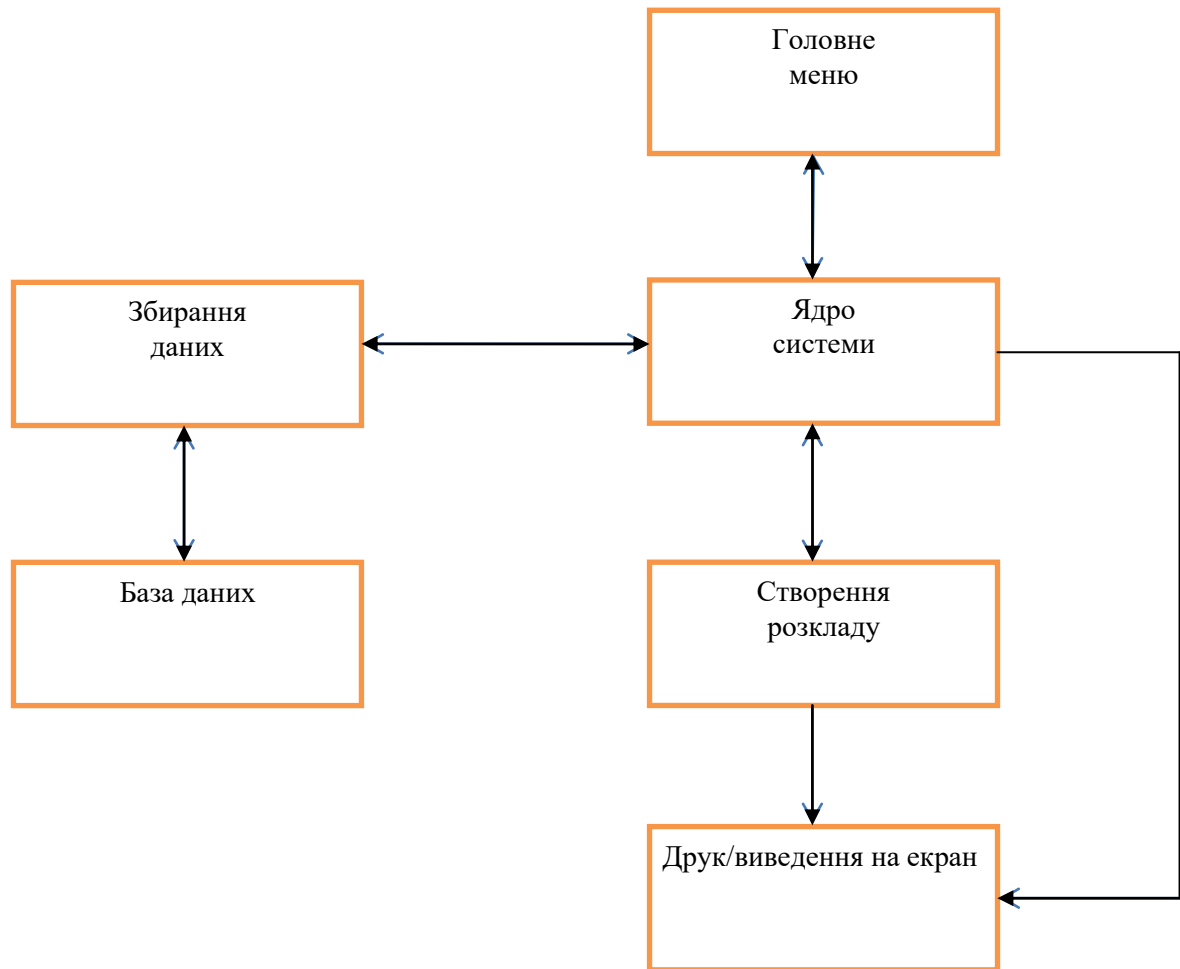 Головне
меню
Збирання
даних
Ядро
системи
База даних
Створення
розкладу
Друк/виведення на екран